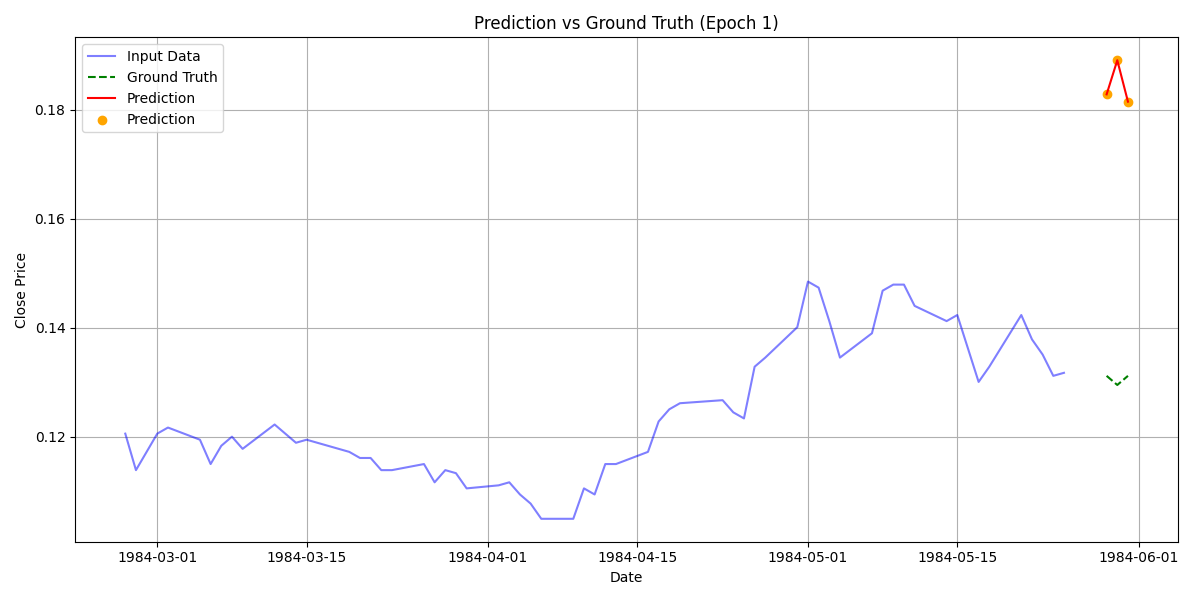 Prediction vs Ground Truth (Epoch 1)
Input Data
Ground Truth
Prediction
Prediction
Close Price
0.18
0.16
0.14
0.12
1984-03-01
1984-03-15
1984-04-01
1984-04-15
1984-05-01
1984-05-15
1984-06-01
Date